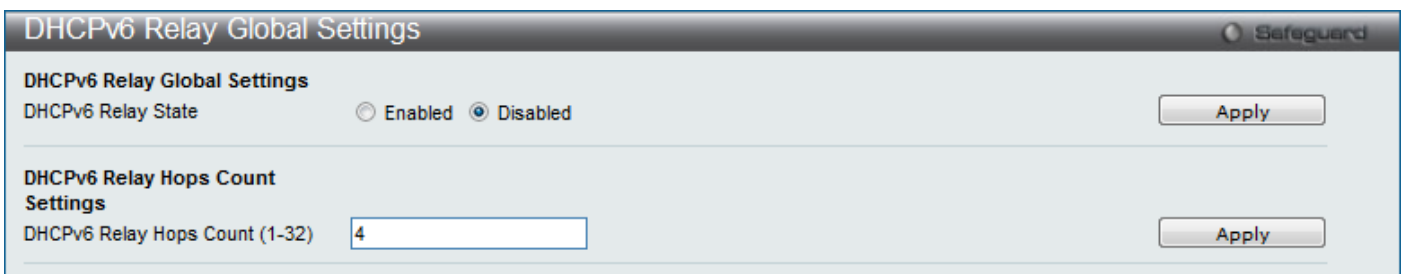 DHCPv6 Relay Global Settings
Safeguard
DHCPv6 Relay Global Settings
DHCPv6 Relay State Enabled Disabled Apply
DHCPv6 Relay Hops Count
Settings
DHCPv6 Relay Hops Count (1-32) 4 Apply